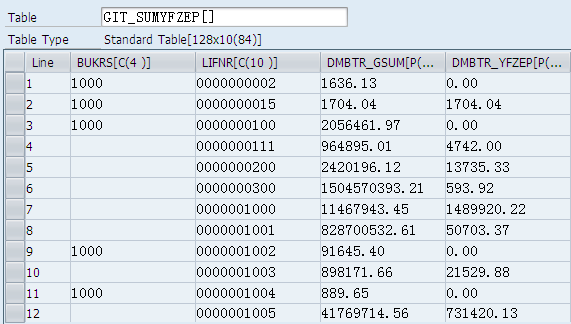 Table GIT_SUMYFZEP[]
Table Type Standard Table[128x10(84)]
Line BUKRS[C(4 )] LIFNR[C(10 )] DMBTR_GSUM[P(... DMBTR_YFZEP[P(...
1 1000 0000000002 1636.13 0.00
2 1000 0000000015 1704.04 1704.04
3 1000 0000000100 2056461.97 0.00
4 0000000111 964895.01 4742.00
5 0000000200 2420196.12 13735.33
6 0000000300 1504570393.21 593.92
7 0000001000 11467943.45 1489920.22
8 0000001001 828700532.61 50703.37
9 1000 0000001002 91645.40 0.00
10 0000001003 898171.66 21529.88
11 1000 0000001004 889.65 0.00
12 0000001005 41769714.56 731420.13